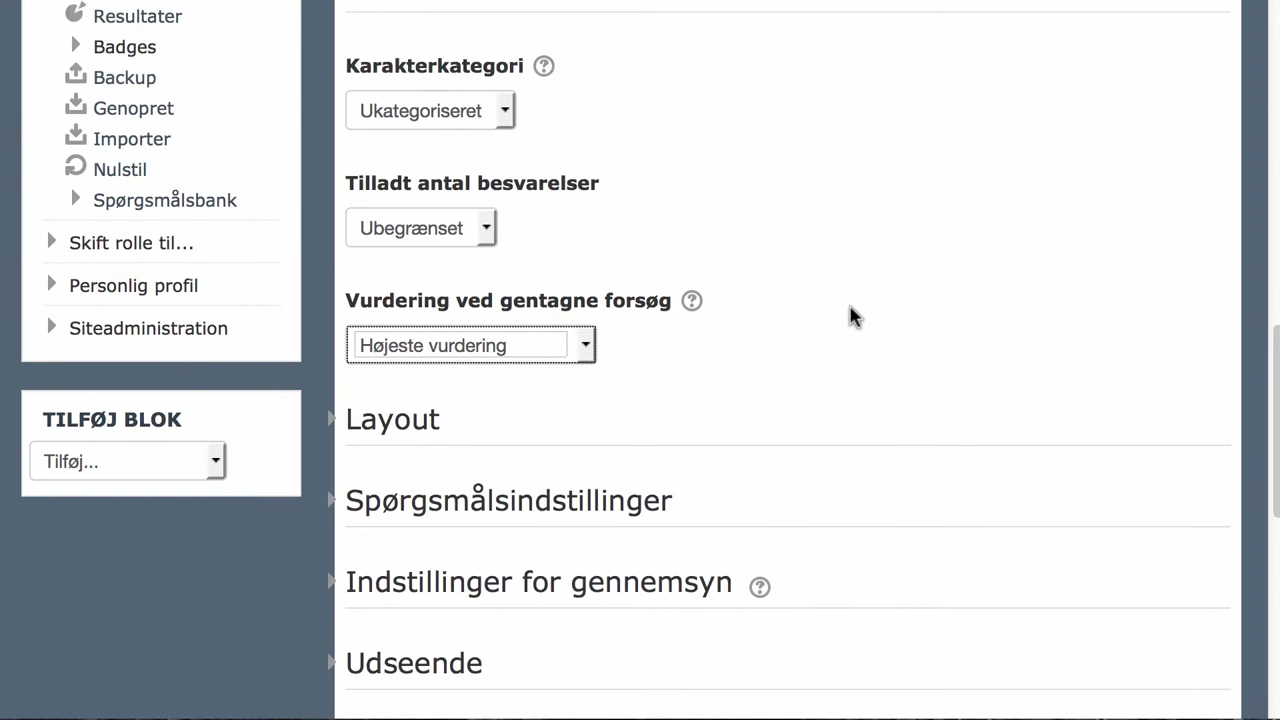 Resultater
Badges
Backup
Genopret
Importer
Nulstil
Spørgsmålsbank
Skift rolle til...
Personlig profil
Siteadministration
TILFØJ BLOK
Tilføj...
Karakterkategori
Ukategoriseret
Tilladt antal besvarelser
Ubegrænset
Vurdering ved gentagne forsøg
Højeste vurdering
Layout
Spørgsmålsindstillinger
Indstillinger for gennemsyn
Udseende